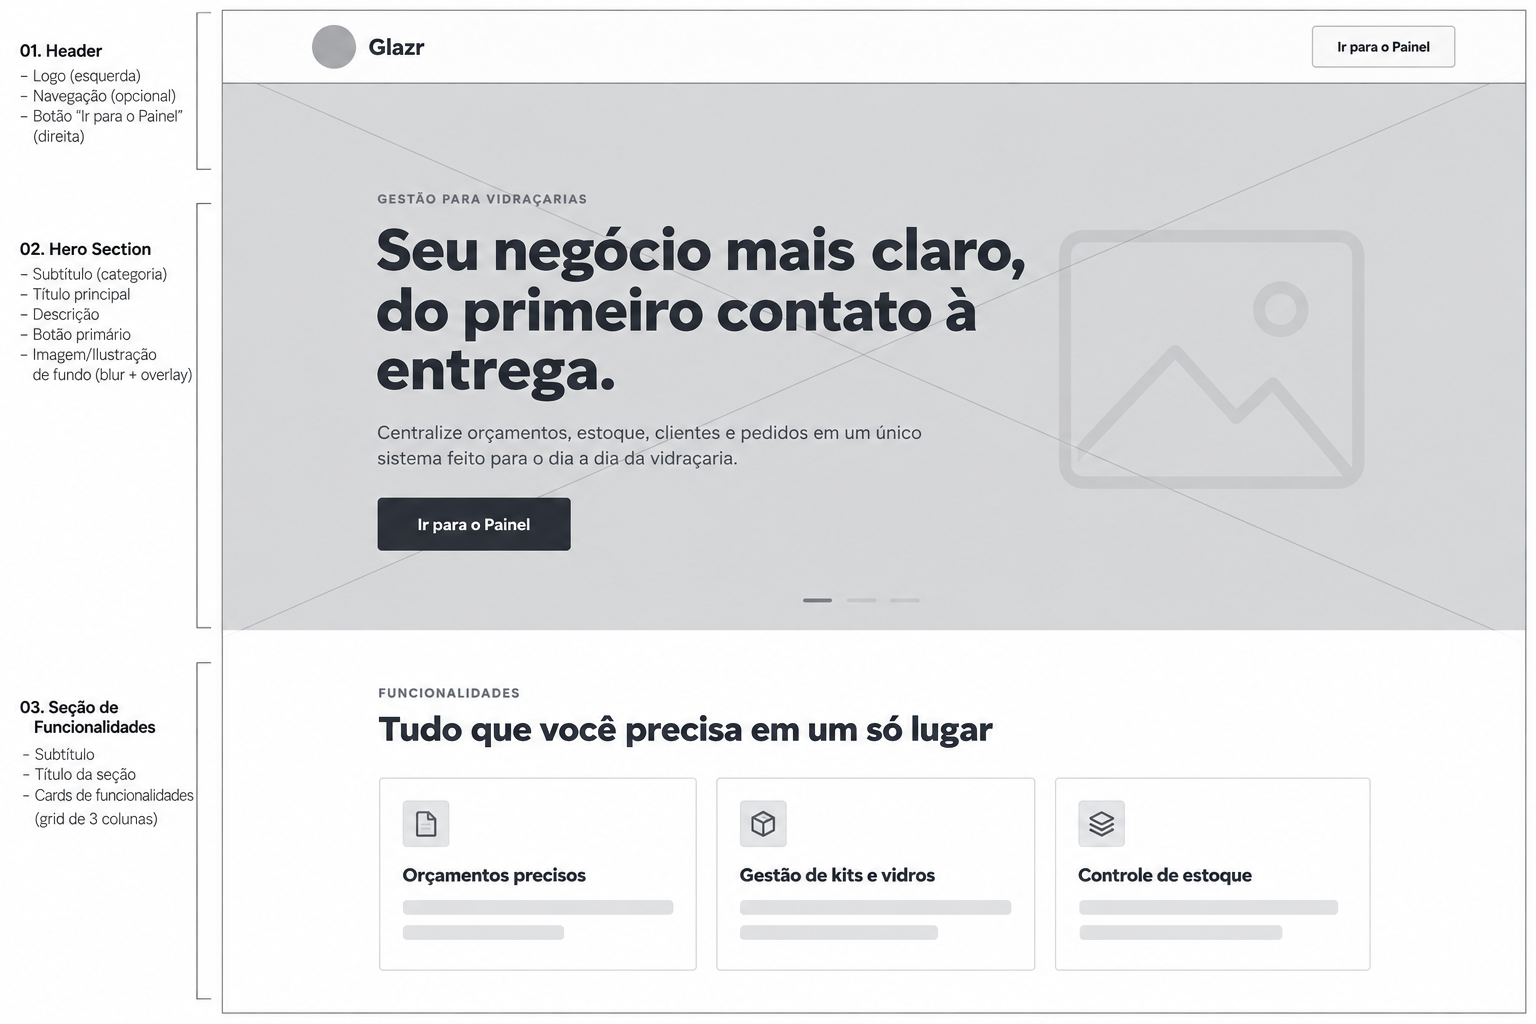 01. Header
– Logo (esquerda)
– Navegação (opcional)
– Botão “Ir para o Painel”
(direita)
02. Hero Section
– Subtítulo (categoria)
– Título principal
– Descrição
– Botão primário
– Imagem/Ilustração
de fundo (blur + overlay)
03. Seção de
Funcionalidades
– Subtítulo
– Título da seção
– Cards de funcionalidades
(grid de 3 colunas)
Glazr
Ir para o Painel
GESTÃO PARA VIDRAÇARIAS
Seu negócio mais claro,
do primeiro contato à
entrega.
Centralize orçamentos, estoque, clientes e pedidos em um único
sistema feito para o dia a dia da vidraçaria.
Ir para o Painel
FUNCIONALIDADES
Tudo que você precisa em um só lugar
Orçamentos precisos
Gestão de kits e vidros
Controle de estoque